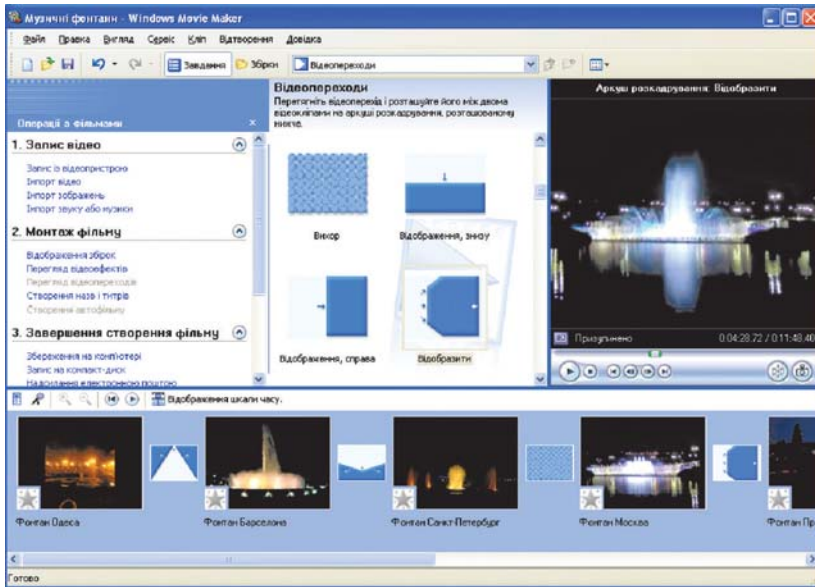 Музичні фонтани - Windows Movie Maker
Файл Правка Вигляд Сервіс Кліп Відтворення Довідка
Завдання Збірки Відеопереходи
Операції з фільмами
1. Запис відео
Запис із відеопристрою
Імпорт відео
Імпорт зображень
Імпорт звуку або музики
2. Монтаж фільму
Відображення збірок
Перегляд відеоефектів
Перегляд відеопереходів
Створення назв і титрів
Створення автофільму
3. Завершення створення фільму
Збереження на комп'ютері
Запис на компакт-диск
Надсилання електронною поштою
Відеопереходи
Перетягніть відеоперехід і розташуйте його між двома
відеокліпами на аркуші розкадрування, розташованому
нижче.
Вихор
Відображення, знизу
Відображення, справа
Відобразити
Аркуш розкадрування: Відобразити
Призупинено 0:04:28.72 / 0:11:48.40
Відображення шкали часу.
Фонтан Одеса
Фонтан Барселона
Фонтан Санкт-Петербург
Фонтан Москва
Фонтан Пр
Готово